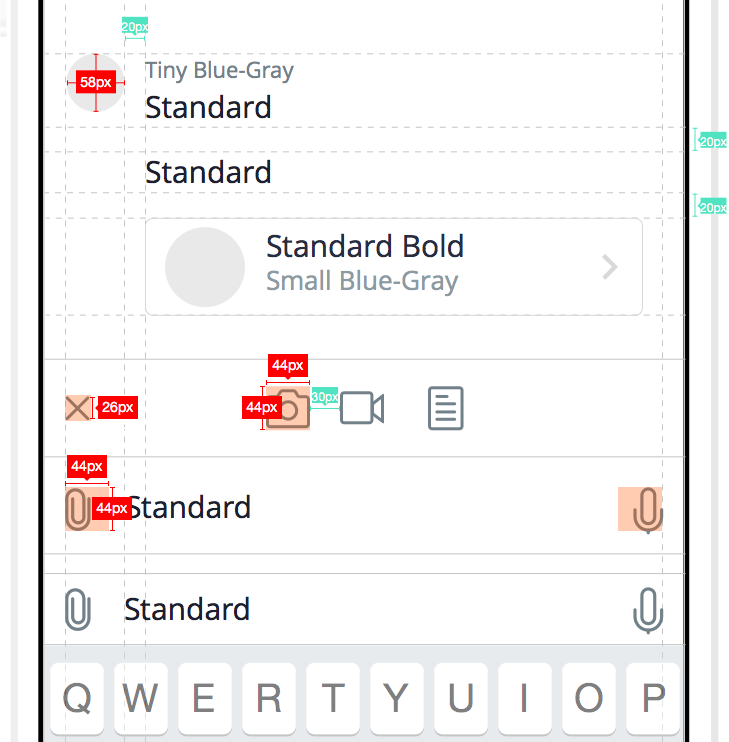 20px
Tiny Blue-Gray
58px
Standard
20px
Standard
20px
Standard Bold
Small Blue-Gray
44px
30px
26px
44px
44px
44px
Standard
Standard
Q W E R T Y U I O P